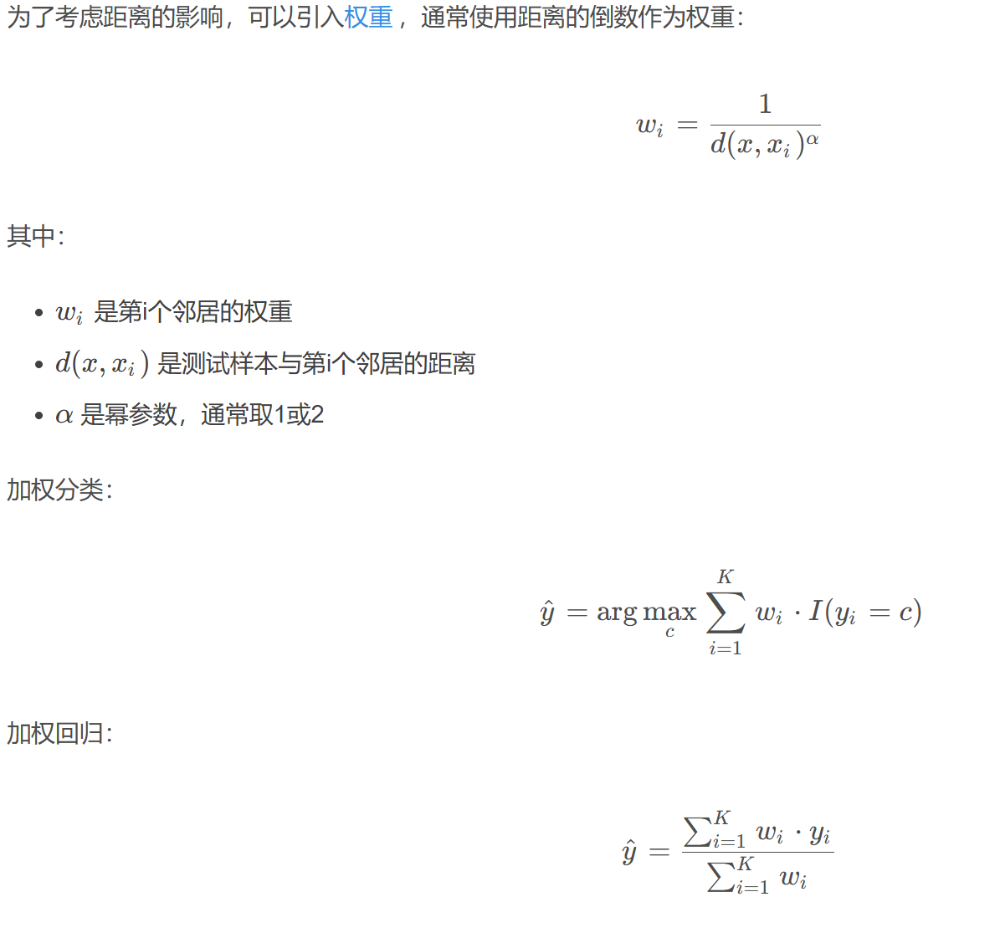 为了考虑距离的影响，可以引入权重，通常使用距离的倒数作为权重：
$w_i = \frac{1}{d(x, x_i)^\alpha}$
其中：
• $w_i$ 是第i个邻居的权重
• $d(x, x_i)$ 是测试样本与第i个邻居的距离
• $\alpha$ 是幂参数，通常取1或2
加权分类：
$\hat{y} = \arg\max_c \sum_{i=1}^{K} w_i \cdot I(y_i = c)$
加权回归：
$\hat{y} = \frac{\sum_{i=1}^{K} w_i \cdot y_i}{\sum_{i=1}^{K} w_i}$